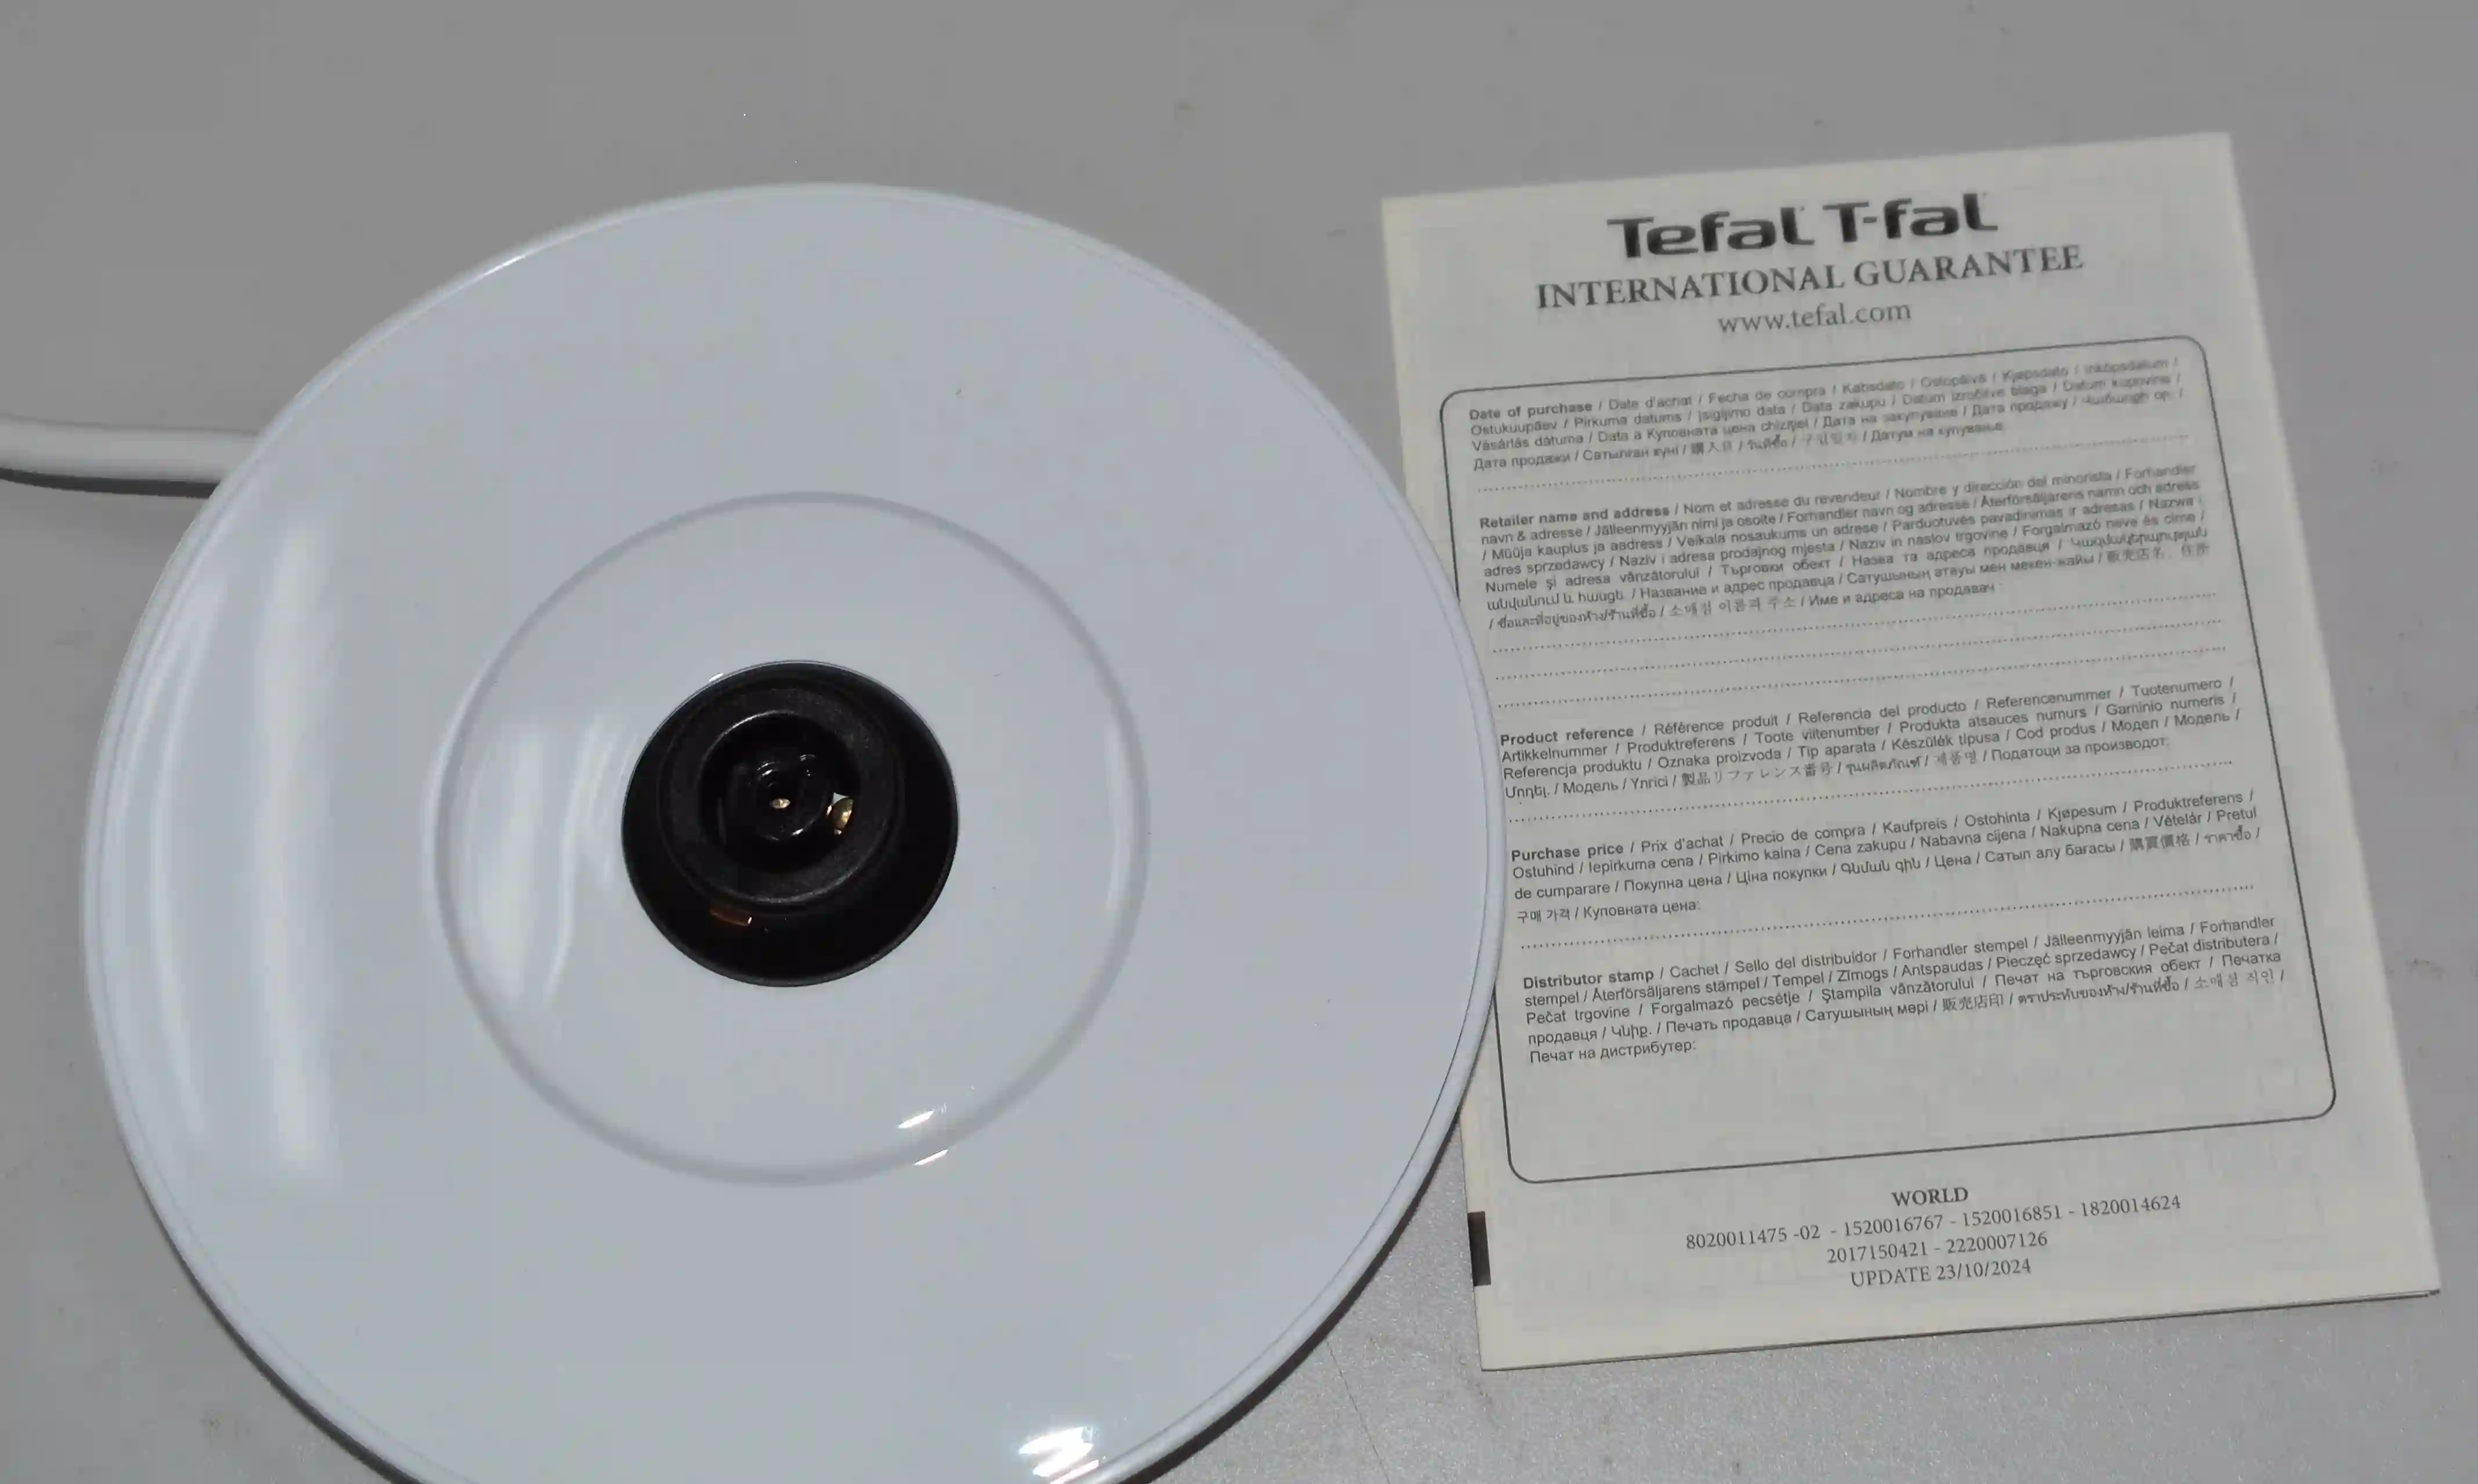 Tefal T-fal
INTERNATIONAL GUARANTEE
www.tefal.com
Date of purchase / Date d'achat / Fecha de compra / Købsdato / Ostopäivä / Kjøpsdato / Inköpsdatum /
Ostukuupäev / Pirkuma datums / Įsigijimo data / Data zakupu / Datum izročitve blaga / Datum kupovine /
Vásárlás dátuma / Data a / Дата на закупуване / Дата продажу /
Дата продажи / Сатылған күні / 購入日 / วันที่ซื้อ / 구입일자 / Датум на купување
Retailer name and address / Nom et adresse du revendeur / Nombre y dirección del minorista / Forhandler
navn & adresse / Jälleenmyyjän nimi ja osoite / Forhandler navn og adresse / Återförsäljarens namn och adress
/ Müüja kauplus ja aadress / Veikala nosaukums un adrese / Parduotuvės pavadinimas ir adresas / Nazwa i
adres sprzedawcy / Naziv i adresa prodajnog mjesta / Naziv in naslov trgovine / Forgalmazó neve és címe /
Numele şi adresa vânzătorului / Търговки обект / Назва та адреса продавця /
անվանում և հասցե / Название и адрес продавца / Сатушының атауы мен мекен-жайы / 販売店名、住所
/ ชื่อและที่อยู่ของห้าง/ร้านที่ซื้อ / 소매점 이름과 주소 / Име и адреса на продавач :
Product reference / Référence produit / Referencia del producto / Referencenummer / Tuotenumero /
Artikkelnummer / Produktreferens / Toote viitenumber / Produkta atsauces numurs / Gaminio numeris /
Referencja produktu / Oznaka proizvoda / Tip aparata / Készülék típusa / Cod produs / Модел / Модель /
Մոդել. / Модель / Үлгісі / 製品リファレンス番号 / รุ่นผลิตภัณฑ์ / 제품명 / Податоци за производот:
Purchase price / Prix d'achat / Precio de compra / Kaufpreis / Ostohinta / Kjøpesum / Produktreferens /
Ostuhind / Iepirkuma cena / Pirkimo kaina / Cena zakupu / Nabavna cijena / Nakupna cena / Vételár / Pretul
de cumparare / Покупна цена / Ціна покупки / Գնման գին / Цена / Сатып алу бағасы / 購買價格 / ราคาซื้อ /
구매 가격 / Куповната цена:
Distributor stamp / Cachet / Sello del distribuidor / Forhandler stempel / Jälleenmyyjän leima / Forhandler
stempel / Återförsäljarens stämpel / Tempel / Zīmogs / Antspaudas / Pieczęć sprzedawcy / Pečat distributera /
Pečat trgovine / Forgalmazó pecsétje / Ştampila vânzătorului / Печат на търговския обект / Печатка
продавця / Կնիք. / Печать продавца / Сатушының мөрі / 販売店印 / ตราประทับของห้าง/ร้านที่ซื้อ / 소매점 직인 /
Печат на дистрибутер:
WORLD
8020011475 -02 - 1520016767 - 1520016851 - 1820014624
2017150421 - 2220007126
UPDATE 23/10/2024